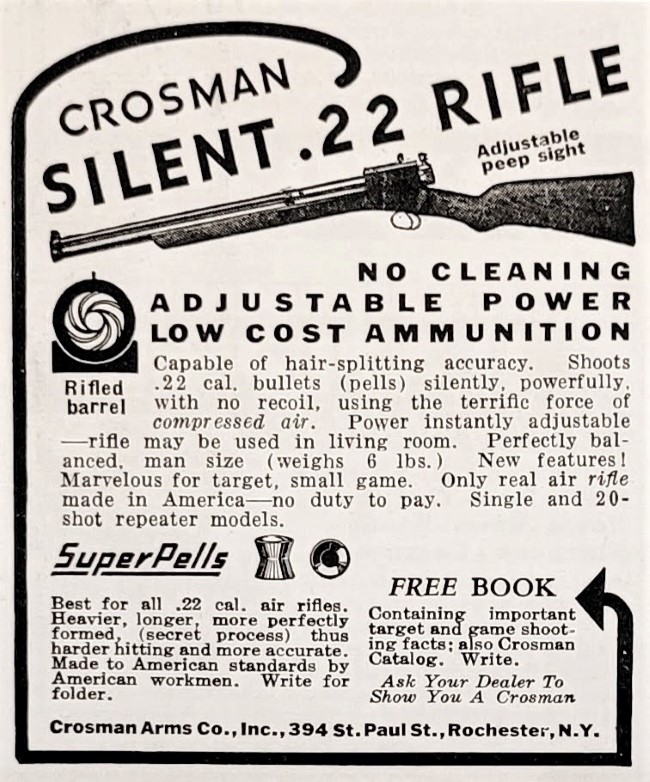 CROSMAN
SILENT .22 RIFLE
Adjustable
peep sight
NO CLEANING
ADJUSTABLE POWER
LOW COST AMMUNITION
Rifled
barrel
Capable of hair-splitting accuracy. Shoots
.22 cal. bullets (pells) silently, powerfully,
with no recoil, using the terrific force of
compressed air. Power instantly adjustable
—rifle may be used in living room. Perfectly bal-
anced, man size (weighs 6 lbs.) New features!
Marvelous for target, small game. Only real air rifle
made in America—no duty to pay. Single and 20-
shot repeater models.
SuperPells
Best for all .22 cal. air rifles.
Heavier, longer, more perfectly
formed, (secret process) thus
harder hitting and more accurate.
Made to American standards by
American workmen. Write for
folder.
FREE BOOK
Containing important
target and game shoot-
ing facts; also Crosman
Catalog. Write.
Ask Your Dealer To
Show You A Crosman
Crosman Arms Co., Inc., 394 St. Paul St., Rochester, N.Y.